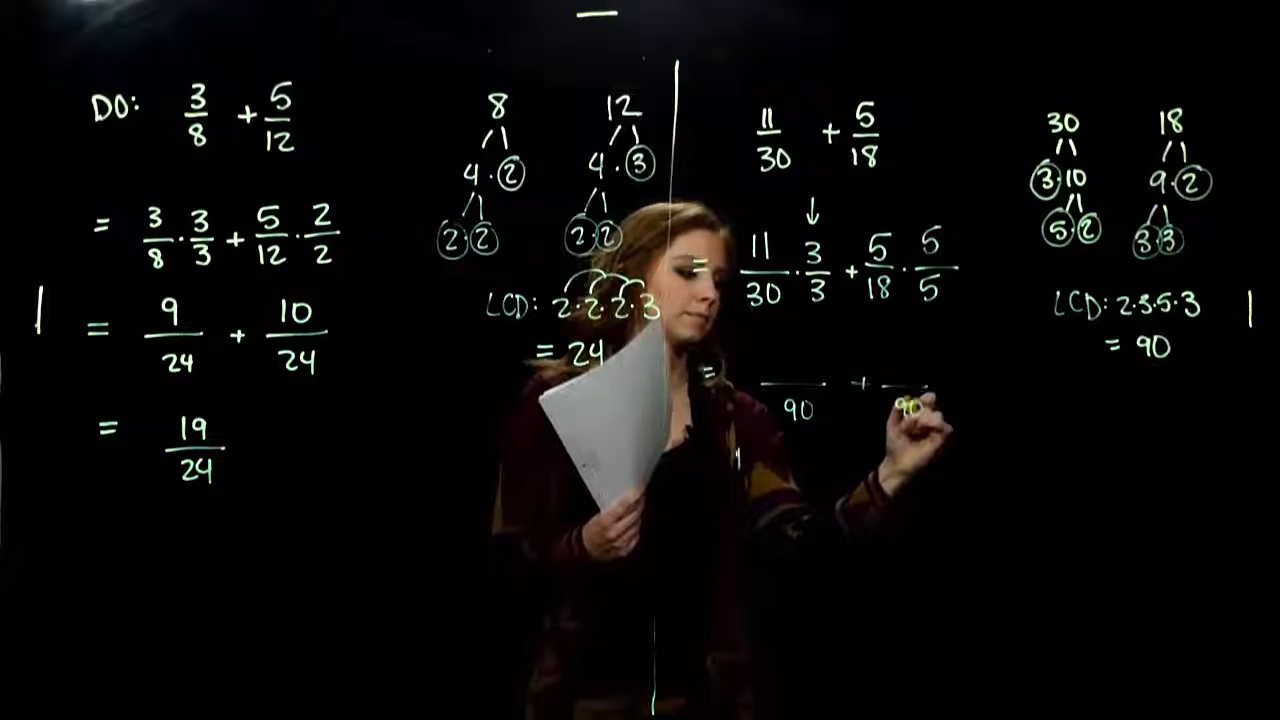 DO: 3/8 + 5/12
= 3/8 · 3/3 + 5/12 · 2/2
= 9/24 + 10/24
= 19/24
8 12
4 · 2 4 · 3
2 · 2 2 · 2
LCD: 2 · 2 · 2 · 3
= 24
11/30 + 5/18
↓
= 11/30 · 3/3 + 5/18 · 5/5
= /90 + /90
30 18
3 · 10 9 · 2
5 · 2 3 · 3
LCD: 2 · 3 · 5 · 3
= 90